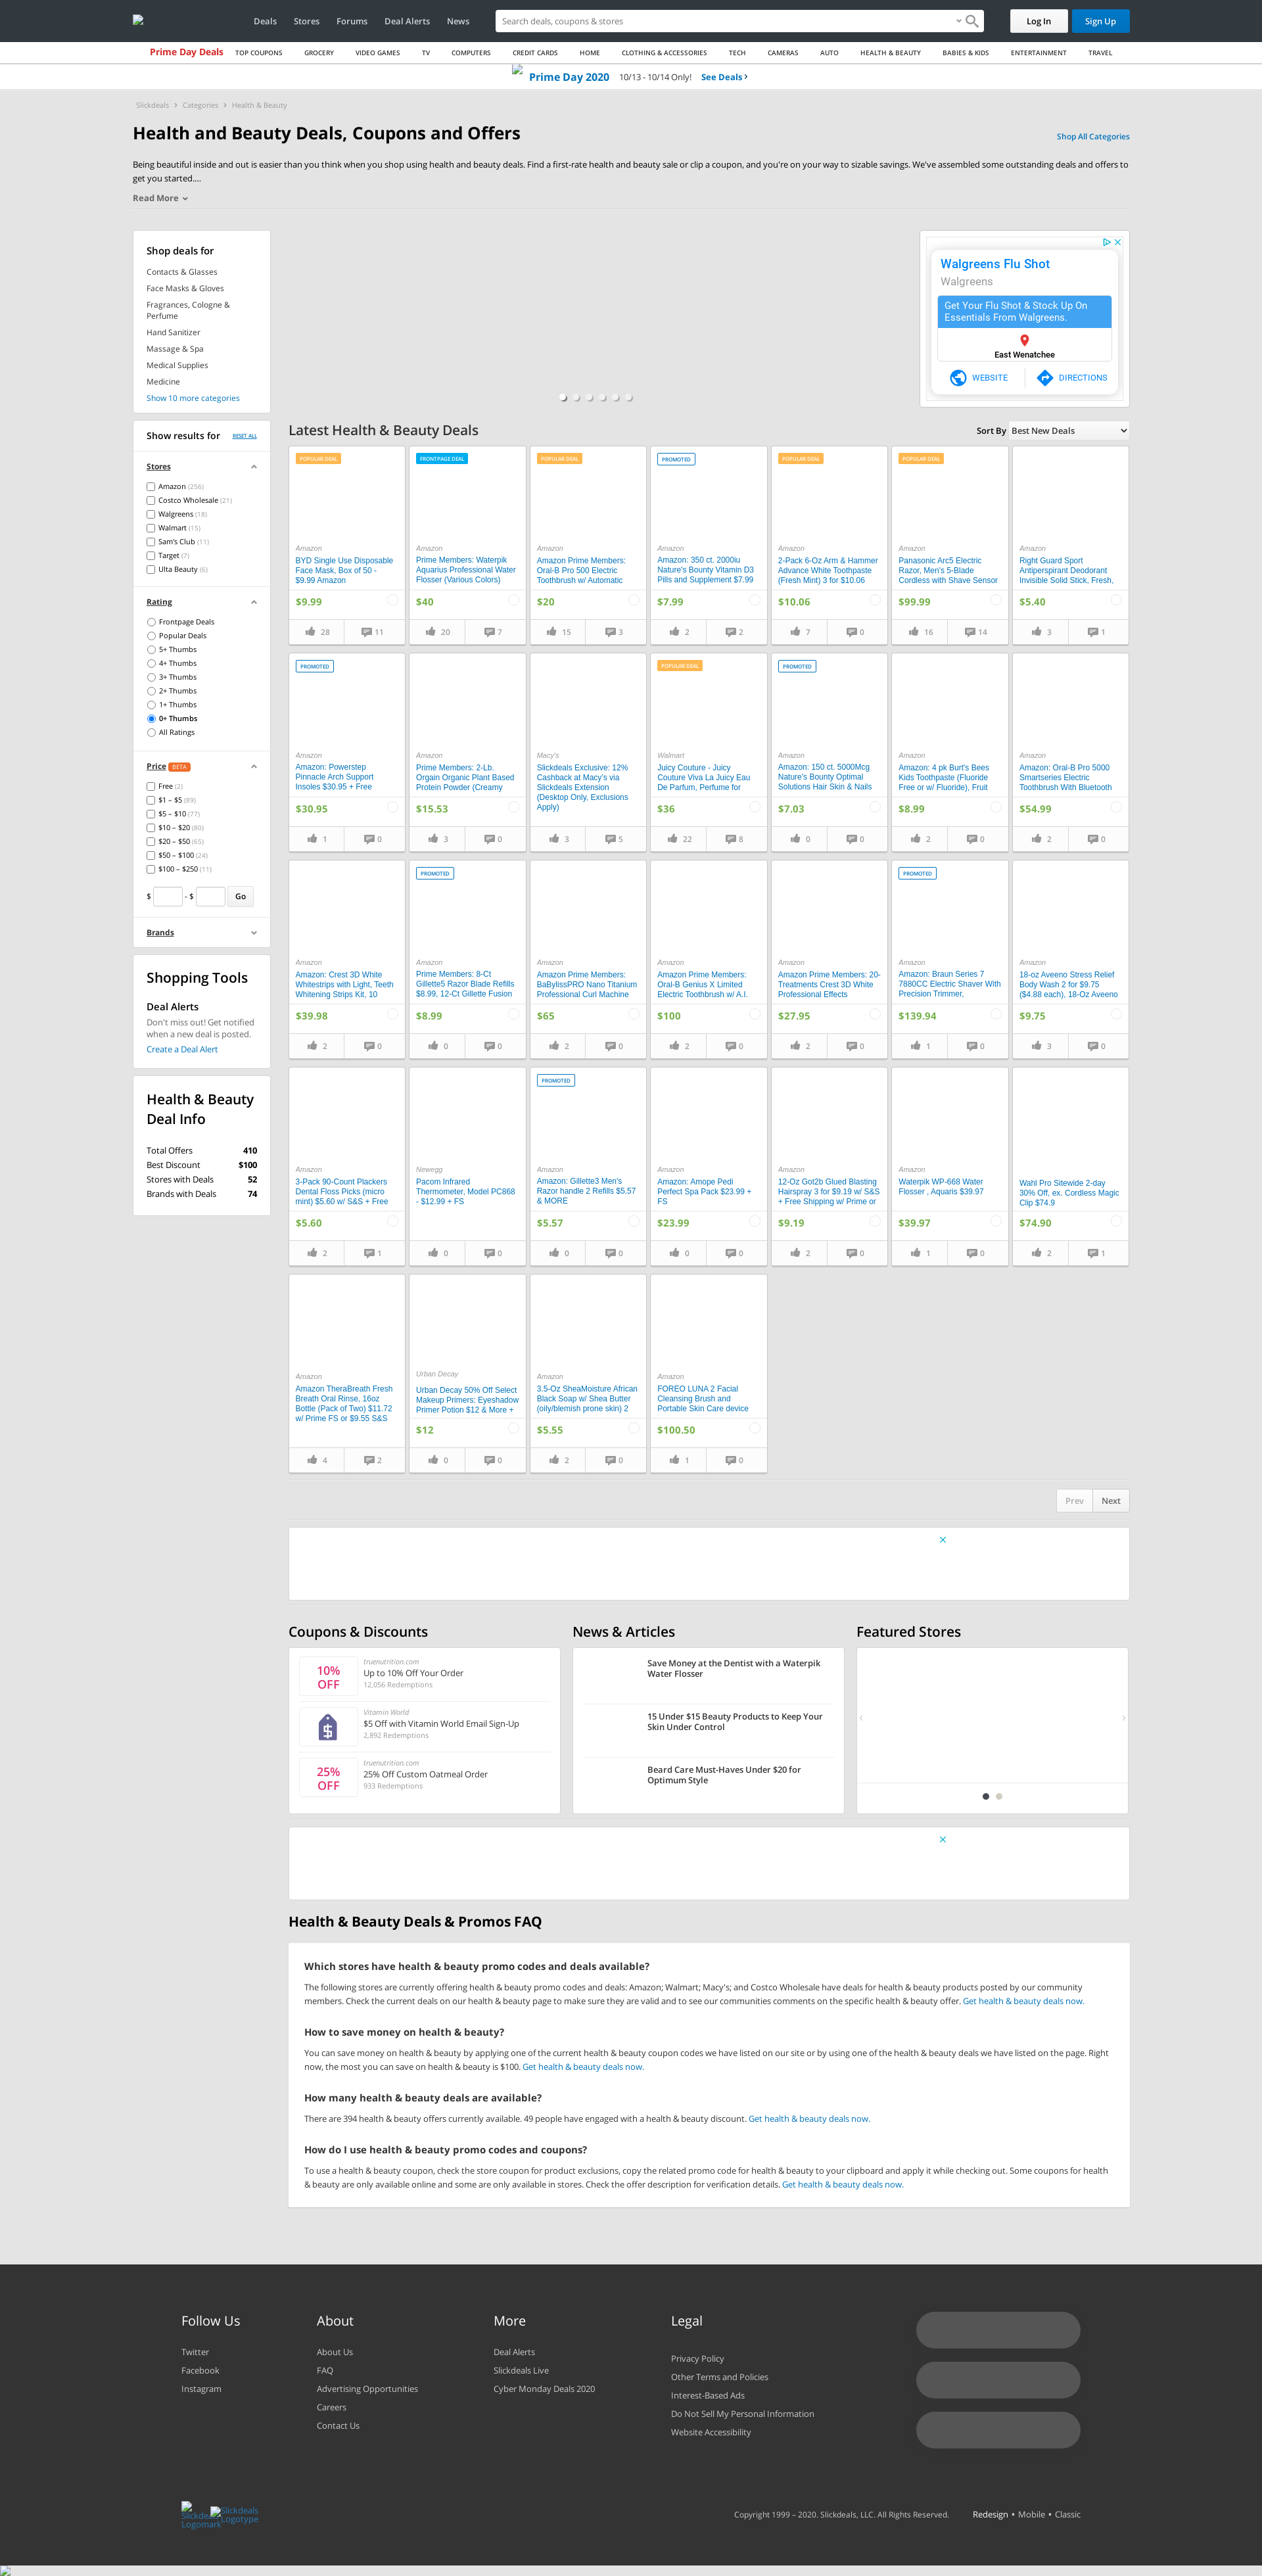 Deals Stores Forums Deal Alerts News
Search deals, coupons & stores
Log In Sign Up
Prime Day Deals TOP COUPONS GROCERY VIDEO GAMES TV COMPUTERS CREDIT CARDS HOME CLOTHING & ACCESSORIES TECH CAMERAS AUTO HEALTH & BEAUTY BABIES & KIDS ENTERTAINMENT TRAVEL
Prime Day 2020 10/13 - 10/14 Only! See Deals ›
Slickdeals › Categories › Health & Beauty
Health and Beauty Deals, Coupons and Offers
Shop All Categories
Being beautiful inside and out is easier than you think when you shop using health and beauty deals. Find a first-rate health and beauty sale or clip a coupon, and you're on your way to sizable savings. We've assembled some outstanding deals and offers to
get you started....
Read More
Shop deals for
Contacts & Glasses
Face Masks & Gloves
Fragrances, Cologne &
Perfume
Hand Sanitizer
Massage & Spa
Medical Supplies
Medicine
Show 10 more categories
Walgreens Flu Shot
Walgreens
Get Your Flu Shot & Stock Up On
Essentials From Walgreens.
East Wenatchee
WEBSITE DIRECTIONS
Show results for RESET ALL
Stores
Amazon (256)
Costco Wholesale (21)
Walgreens (18)
Walmart (15)
Sam's Club (11)
Target (7)
Ulta Beauty (6)
Rating
Frontpage Deals
Popular Deals
5+ Thumbs
4+ Thumbs
3+ Thumbs
2+ Thumbs
1+ Thumbs
0+ Thumbs
All Ratings
Price BETA
Free (2)
$1 – $5 (89)
$5 – $10 (77)
$10 – $20 (80)
$20 – $50 (65)
$50 – $100 (24)
$100 – $250 (11)
$ - $ Go
Brands
Shopping Tools
Deal Alerts
Don't miss out! Get notified
when a new deal is posted.
Create a Deal Alert
Health & Beauty
Deal Info
Total Offers 410
Best Discount $100
Stores with Deals 52
Brands with Deals 74
Latest Health & Beauty Deals
Sort By Best New Deals
POPULAR DEAL
Amazon
BYD Single Use Disposable
Face Mask, Box of 50 -
$9.99 Amazon
$9.99
28 11
FRONTPAGE DEAL
Amazon
Prime Members: Waterpik
Aquarius Professional Water
Flosser (Various Colors)
$40
20 7
POPULAR DEAL
Amazon
Amazon Prime Members:
Oral-B Pro 500 Electric
Toothbrush w/ Automatic
$20
15 3
PROMOTED
Amazon
Amazon: 350 ct. 2000iu
Nature's Bounty Vitamin D3
Pills and Supplement $7.99
$7.99
2 2
POPULAR DEAL
Amazon
2-Pack 6-Oz Arm & Hammer
Advance White Toothpaste
(Fresh Mint) 3 for $10.06
$10.06
7 0
POPULAR DEAL
Amazon
Panasonic Arc5 Electric
Razor, Men's 5-Blade
Cordless with Shave Sensor
$99.99
16 14
Amazon
Right Guard Sport
Antiperspirant Deodorant
Invisible Solid Stick, Fresh,
$5.40
3 1
PROMOTED
Amazon
Amazon: Powerstep
Pinnacle Arch Support
Insoles $30.95 + Free
$30.95
1 0
Amazon
Prime Members: 2-Lb.
Orgain Organic Plant Based
Protein Powder (Creamy
$15.53
3 0
Macy's
Slickdeals Exclusive: 12%
Cashback at Macy's via
Slickdeals Extension
(Desktop Only, Exclusions
Apply)
3 5
POPULAR DEAL
Walmart
Juicy Couture - Juicy
Couture Viva La Juicy Eau
De Parfum, Perfume for
$36
22 8
PROMOTED
Amazon
Amazon: 150 ct. 5000Mcg
Nature's Bounty Optimal
Solutions Hair Skin & Nails
$7.03
0 0
Amazon
Amazon: 4 pk Burt's Bees
Kids Toothpaste (Fluoride
Free or w/ Fluoride), Fruit
$8.99
2 0
Amazon
Amazon: Oral-B Pro 5000
Smartseries Electric
Toothbrush With Bluetooth
$54.99
2 0
Amazon
Amazon: Crest 3D White
Whitestrips with Light, Teeth
Whitening Strips Kit, 10
$39.98
2 0
PROMOTED
Amazon
Prime Members: 8-Ct
Gillette5 Razor Blade Refills
$8.99, 12-Ct Gillette Fusion
$8.99
0 0
Amazon
Amazon Prime Members:
BaBylissPRO Nano Titanium
Professional Curl Machine
$65
2 0
Amazon
Amazon Prime Members:
Oral-B Genius X Limited
Electric Toothbrush w/ A.I.
$100
2 0
Amazon
Amazon Prime Members: 20-
Treatments Crest 3D White
Professional Effects
$27.95
2 0
PROMOTED
Amazon
Amazon: Braun Series 7
7880CC Electric Shaver With
Precision Trimmer,
$139.94
1 0
Amazon
18-oz Aveeno Stress Relief
Body Wash 2 for $9.75
($4.88 each), 18-Oz Aveeno
$9.75
3 0
Amazon
3-Pack 90-Count Plackers
Dental Floss Picks (micro
mint) $5.60 w/ S&S + Free
$5.60
2 1
Newegg
Pacom Infrared
Thermometer, Model PC868
- $12.99 + FS
0 0
PROMOTED
Amazon
Amazon: Gillette3 Men's
Razor handle 2 Refills $5.57
& MORE
$5.57
0 0
Amazon
Amazon: Amope Pedi
Perfect Spa Pack $23.99 +
FS
$23.99
0 0
Amazon
12-Oz Got2b Glued Blasting
Hairspray 3 for $9.19 w/ S&S
+ Free Shipping w/ Prime or
$9.19
2 0
Amazon
Waterpik WP-668 Water
Flosser , Aquaris $39.97
$39.97
1 0
Wahl Pro Sitewide 2-day
30% Off, ex. Cordless Magic
Clip $74.9
$74.90
2 1
Amazon
Amazon TheraBreath Fresh
Breath Oral Rinse, 16oz
Bottle (Pack of Two) $11.72
w/ Prime FS or $9.55 S&S
4 2
Urban Decay
Urban Decay 50% Off Select
Makeup Primers: Eyeshadow
Primer Potion $12 & More +
$12
0 0
Amazon
3.5-Oz SheaMoisture African
Black Soap w/ Shea Butter
(oily/blemish prone skin) 2
$5.55
2 0
Amazon
FOREO LUNA 2 Facial
Cleansing Brush and
Portable Skin Care device
$100.50
1 0
Prev Next
Coupons & Discounts
10%
OFF
truenutrition.com
Up to 10% Off Your Order
12,056 Redemptions
Vitamin World
$5 Off with Vitamin World Email Sign-Up
2,892 Redemptions
25%
OFF
truenutrition.com
25% Off Custom Oatmeal Order
933 Redemptions
News & Articles
Save Money at the Dentist with a Waterpik
Water Flosser
15 Under $15 Beauty Products to Keep Your
Skin Under Control
Beard Care Must-Haves Under $20 for
Optimum Style
Featured Stores
Health & Beauty Deals & Promos FAQ
Which stores have health & beauty promo codes and deals available?
The following stores are currently offering health & beauty promo codes and deals: Amazon; Walmart; Macy's; and Costco Wholesale have deals for health & beauty products posted by our community
members. Check the current deals on our health & beauty page to make sure they are valid and to see our communities comments on the specific health & beauty offer. Get health & beauty deals now.
How to save money on health & beauty?
You can save money on health & beauty by applying one of the current health & beauty coupon codes we have listed on our site or by using one of the health & beauty deals we have listed on the page. Right
now, the most you can save on health & beauty is $100. Get health & beauty deals now.
How many health & beauty deals are available?
There are 394 health & beauty offers currently available. 49 people have engaged with a health & beauty discount. Get health & beauty deals now.
How do I use health & beauty promo codes and coupons?
To use a health & beauty coupon, check the store coupon for product exclusions, copy the related promo code for health & beauty to your clipboard and apply it while checking out. Some coupons for health
& beauty are only available online and some are only available in stores. Check the offer description for verification details. Get health & beauty deals now.
Follow Us
Twitter
Facebook
Instagram
About
About Us
FAQ
Advertising Opportunities
Careers
Contact Us
More
Deal Alerts
Slickdeals Live
Cyber Monday Deals 2020
Legal
Privacy Policy
Other Terms and Policies
Interest-Based Ads
Do Not Sell My Personal Information
Website Accessibility
Slickdeals Logomark
Slickdeals Logotype
Copyright 1999 – 2020. Slickdeals, LLC. All Rights Reserved. Redesign • Mobile • Classic